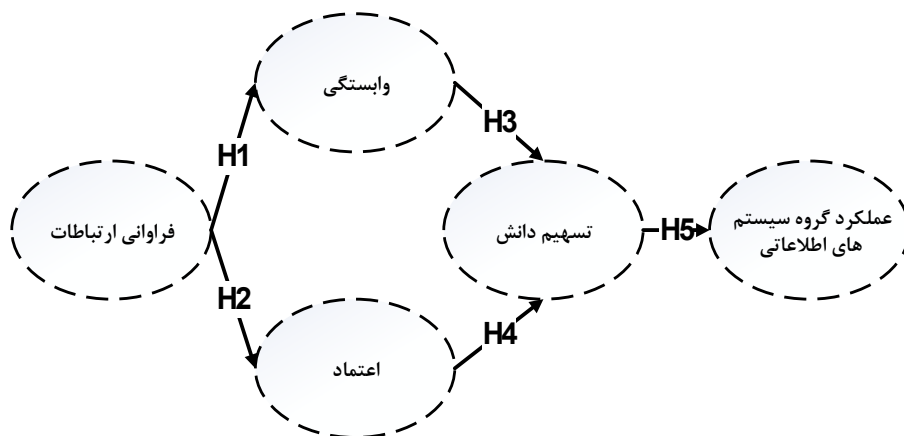 وابستگی
H3
H1
فراوانی ارتباطات
تسهیم دانش
H5
عملکرد گروه سیستم
های اطلاعاتی
H2
H4
اعتماد